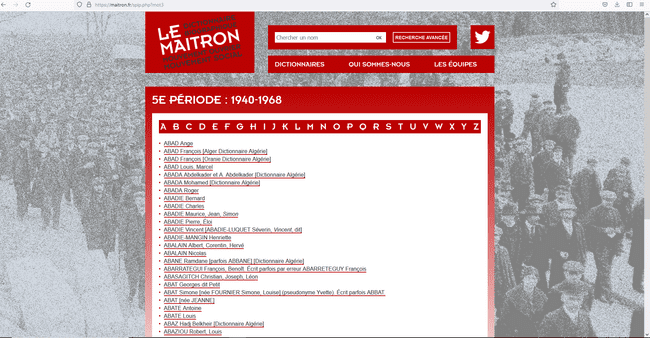 https://maitron.fr/spip.php?mot3
LE
MAITRON
Chercher un nom
OK
RECHERCHE AVANCÉE
DICTIONNAIRES
QUI SOMMES-NOUS
LES ÉQUIPES
5E PÉRIODE : 1940-1968
A B C D E F G H I J K L M N O P Q R S T U V W X Y Z
• ABAD Ange
• ABAD François [Alger Dictionnaire Algérie]
• ABAD François [Oranie Dictionnaire Algérie]
• ABAD Louis, Marcel
• ABADA Abdelkader et A. Abdelkader [Dictionnaire Algérie]
• ABADA Mohamed [Dictionnaire Algérie]
• ABADA Roger
• ABADIE Bernard
• ABADIE Charles
• ABADIE Maurice, Jean, Simon
• ABADIE Pierre, Éloi
• ABADIE Vincent [ABADIE-LUQUET Séverin, Vincent, dit]
• ABADIE-MANGIN Henriette
• ABALAIN Albert, Corentin, Hervé
• ABALAIN Nicolas
• ABANE Ramdane [parfois ABBANE] [Dictionnaire Algérie]
• ABARRATEGUI François, Benoît. Écrit parfois par erreur ABARRETEGUY François
• ABASAGITCH Christian, Joseph, Léon
• ABAT Georges dit Petit
• ABAT Simone [née FOURNIER Simone, Louise] (pseudonyme Yvette). Écrit parfois ABBAT.
• ABAT [née JEANNE]
• ABATE Antoine
• ABATE Louis
• ABAZ Hadj Belkheir [Dictionnaire Algérie]
• ABAZIOU Robert, Louis